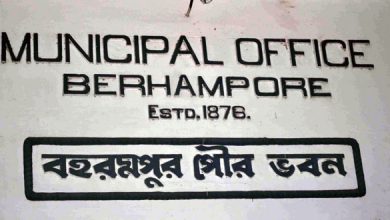 MUNICIPAL OFFICE
BERHAMPORE
ESTD.1876.
বহরমপুর পৌর ভবন